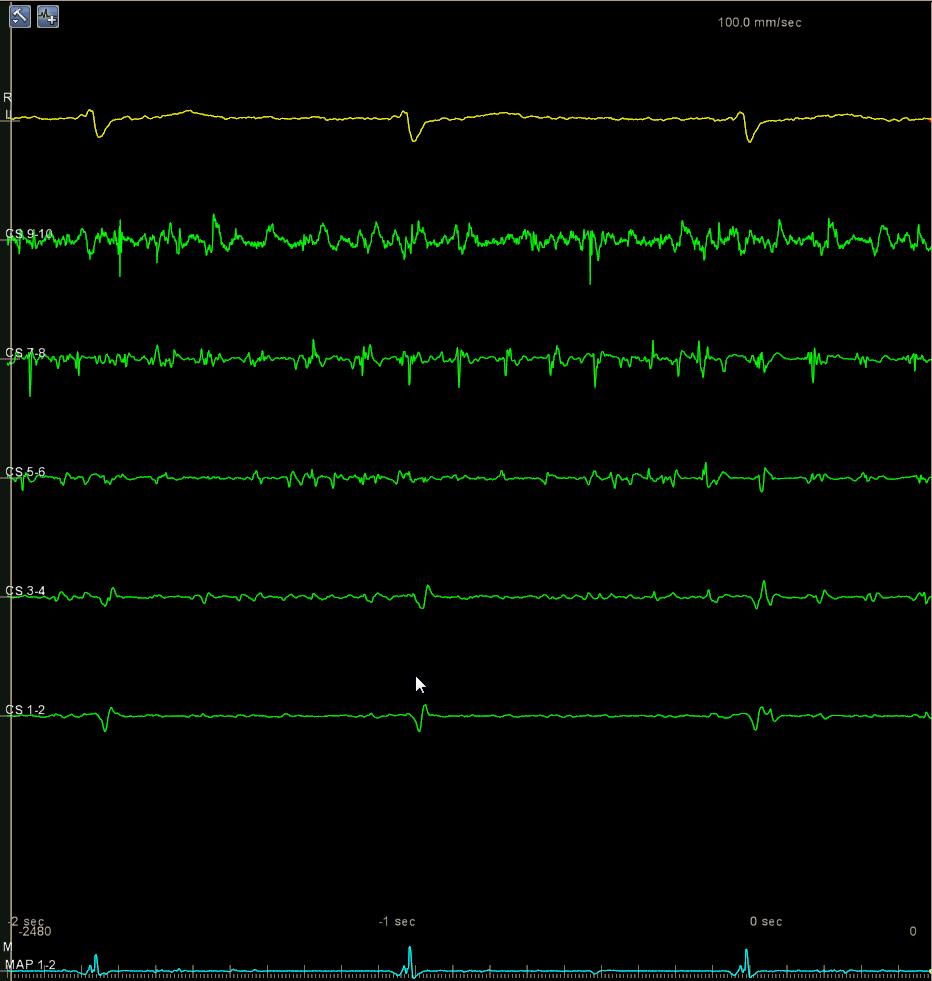 100.0 mm/sec
R
CS 9-10
CS 7-8
CS 5-6
CS 3-4
CS 1-2
-2 sec
-1 sec
0 sec
-2480
0
M
MAP 1-2